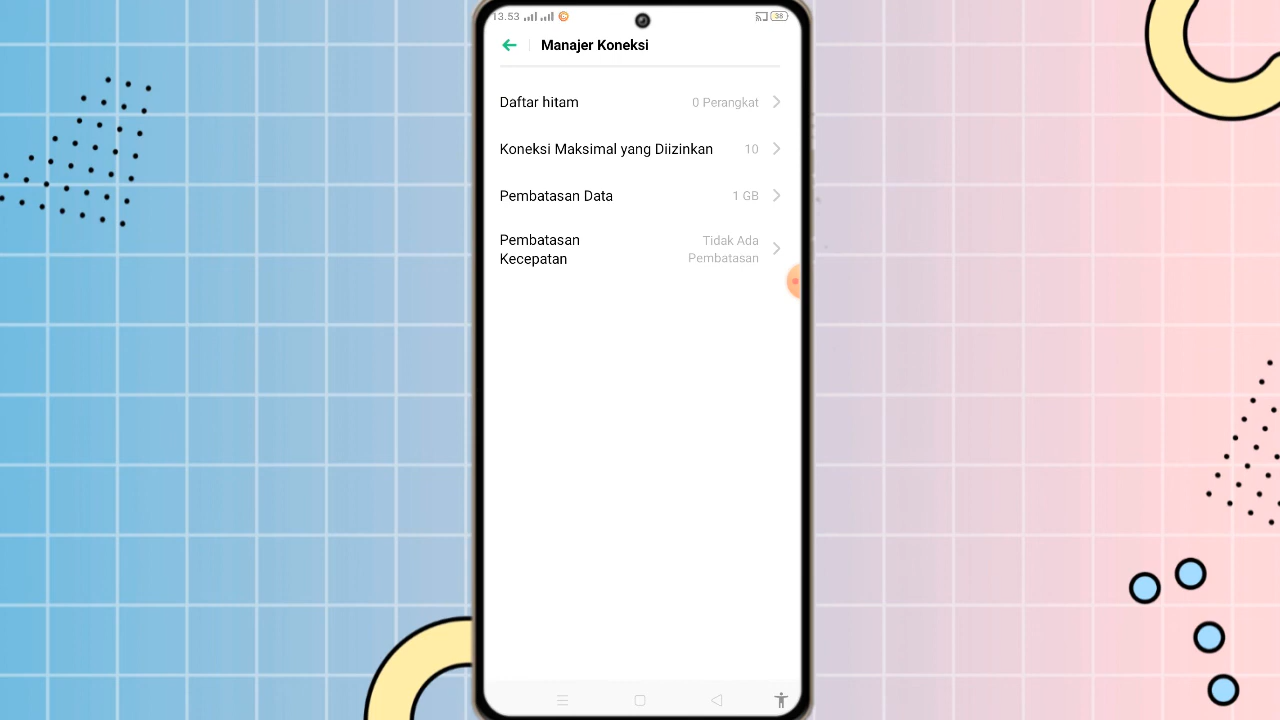 13.53
38
Manajer Koneksi
Daftar hitam 0 Perangkat
Koneksi Maksimal yang Diizinkan 10
Pembatasan Data 1 GB
Pembatasan Kecepatan
Tidak Ada Pembatasan